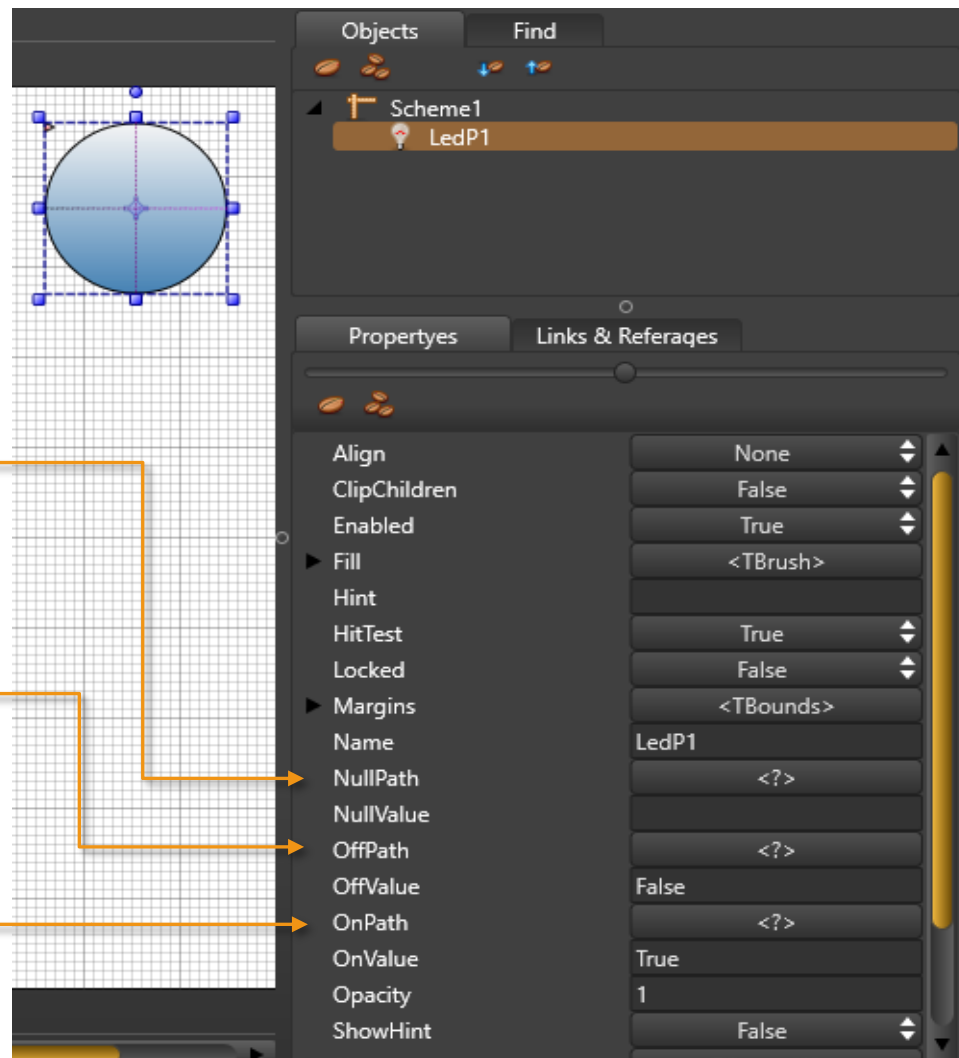 Objects Find
Scheme1
LedP1
Propertyes Links & Referages
Align None
ClipChildren False
Enabled True
Fill <TBrush>
Hint
HitTest True
Locked False
Margins <TBounds>
Name LedP1
NullPath <?>
NullValue
OffPath <?>
OffValue False
OnPath <?>
OnValue True
Opacity 1
ShowHint False